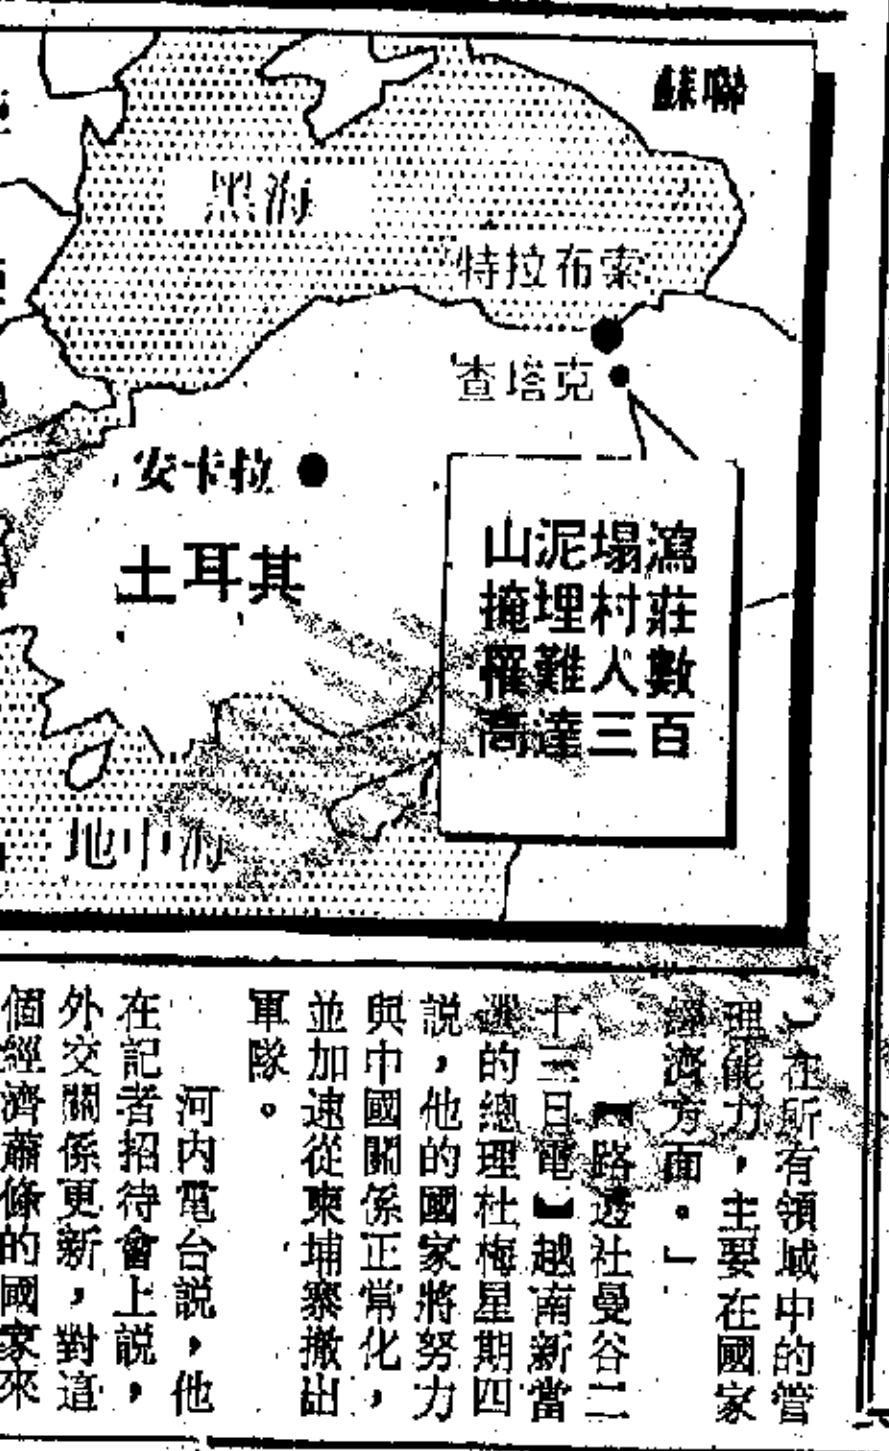 蘇聯
黑海
特拉布索
查塔克
安卡拉
土耳其
山泥塌瀉
掩埋村莊
罹難人數
高達三百
地中海
」在所有領域中的管
理能力，主要在國家
經濟方面。」
【路透社曼谷二
十三日電】越南新當
選的總理杜梅星期四
說，他的國家將努力
與中國關係正常化，
並加速從柬埔寨撤出
軍隊。
河內電台說，他
在記者招待會上說，
外交關係更新，對這
個經濟蕭條的國家來